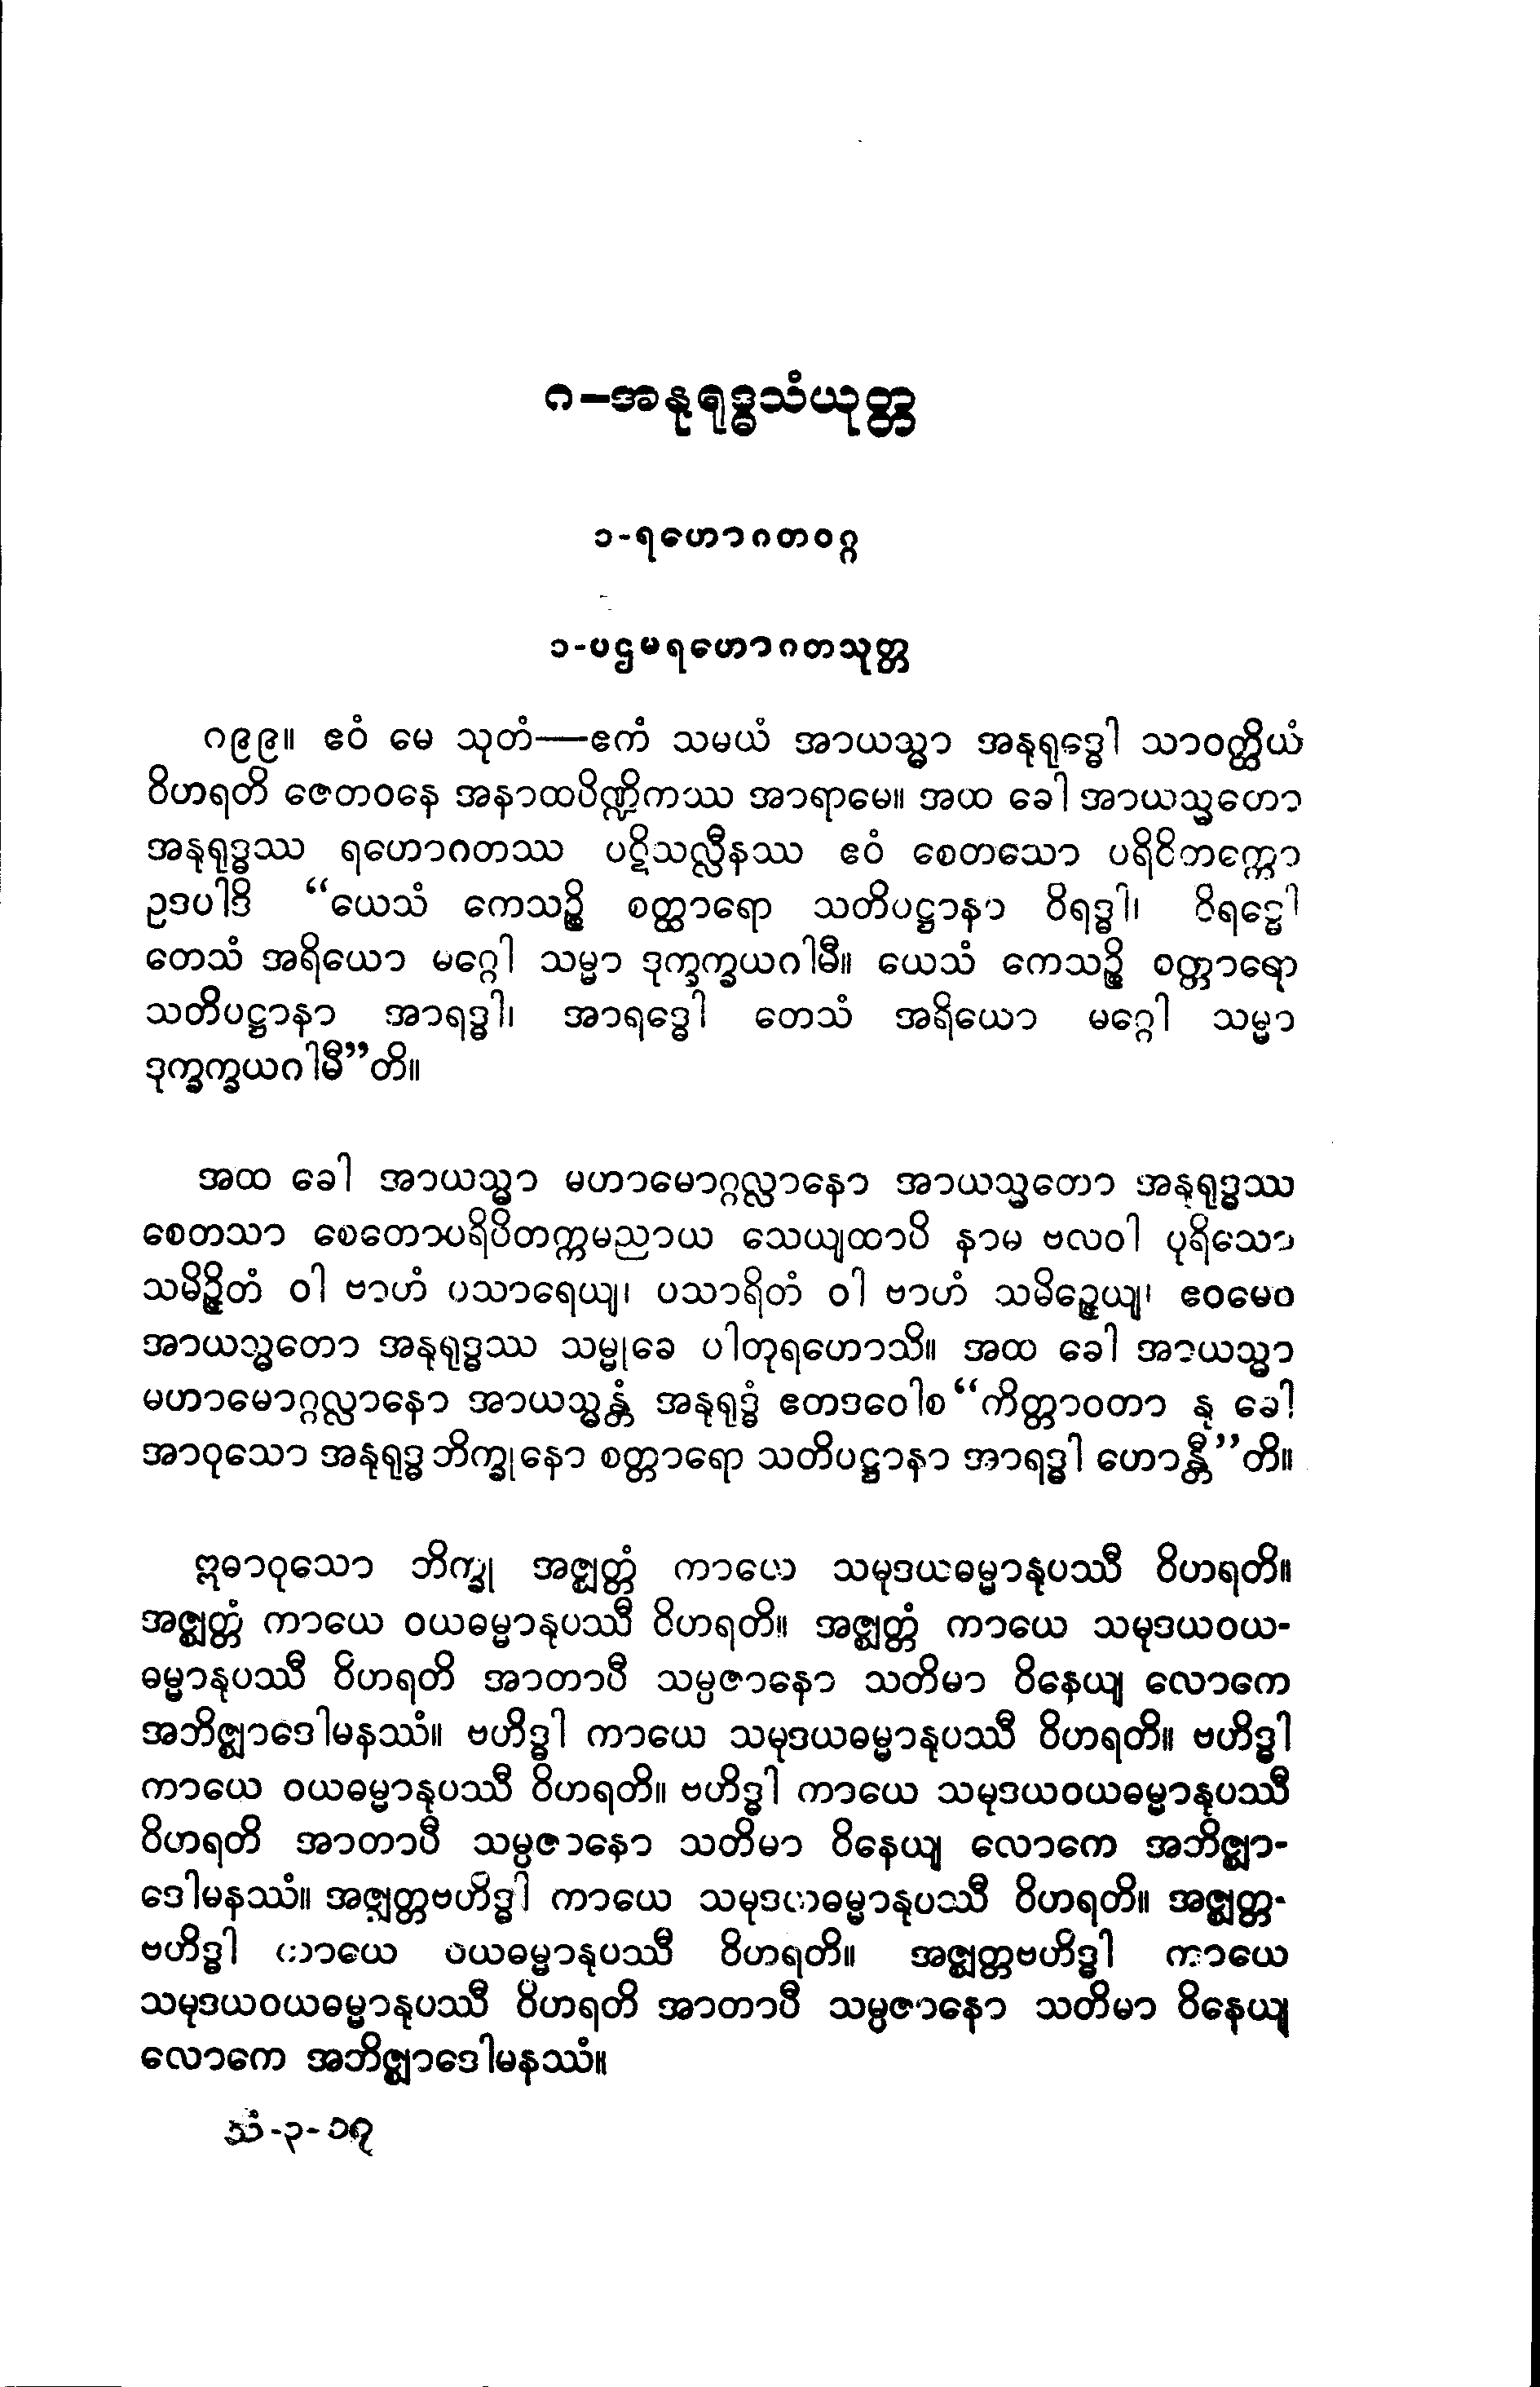 ၈-အနုရုဒ္ဓသံယုတ္တ
၁-ရဟောဂတဝဂ္ဂ
၁-ပဌမရဟောဂတသုတ္တ
၈၉၉။ ဧဝံ မေ သုတံ—ဧကံ သမယံ အာယသ္မာ အနုရုဒ္ဓေါ သာဝတ္ထိယံ
ဝိဟရတိ ဇေတဝနေ အနာထပိဏ္ဍိကဿ အာရာမေ။ အထ ခေါ အာယသ္မတော
အနုရုဒ္ဓဿ ရဟောဂတဿ ပဋိသလ္လီနဿ ဧဝံ စေတသော ပရိဝိတက္ကော
ဥဒပါဒိ “ယေသံ ကေသဉ္စိ စတ္တာရော သတိပဋ္ဌာနာ ဝိရဒ္ဓါ၊ ဝိရဒ္ဓေါ
တေသံ အရိယော မဂ္ဂေါ သမ္မာ ဒုက္ခက္ခယဂါမီ။ ယေသံ ကေသဉ္စိ စတ္တာရော
သတိပဋ္ဌာနာ အာရဒ္ဓါ၊ အာရဒ္ဓေါ တေသံ အရိယော မဂ္ဂေါ သမ္မာ
ဒုက္ခက္ခယဂါမီ”တိ။
အထ ခေါ အာယသ္မာ မဟာမောဂ္ဂလ္လာနော အာယသ္မတော အနုရုဒ္ဓဿ
စေတသာ စေတောပရိဝိတက္ကမညာယ သေယျထာပိ နာမ ဗလဝါ ပုရိသော
သမိဉ္ဇိတံ ဝါ ဗာဟံ ပသာရေယျ၊ ပသာရိတံ ဝါ ဗာဟံ သမိဉ္ဇေယျ၊ ဧဝမေဝ
အာယသ္မတော အနုရုဒ္ဓဿ သမ္မုခေ ပါတုရဟောသိ။ အထ ခေါ အာယသ္မာ
မဟာမောဂ္ဂလ္လာနော အာယသ္မန္တံ အနုရုဒ္ဓံ ဧတဒဝေါစ “ကိတ္တာဝတာ နု ခေါ
အာဝုသော အနုရုဒ္ဓ ဘိက္ခုနော စတ္တာရော သတိပဋ္ဌာနာ အာရဒ္ဓါ ဟောန္တီ”တိ။
ဣဓာဝုသော ဘိက္ခု အဇ္ဈတ္တံ ကာယေ သမုဒယဓမ္မာနုပဿီ ဝိဟရတိ။
အဇ္ဈတ္တံ ကာယေ ဝယဓမ္မာနုပဿီ ဝိဟရတိ။ အဇ္ဈတ္တံ ကာယေ သမုဒယဝယ-
ဓမ္မာနုပဿီ ဝိဟရတိ အာတာပီ သမ္ပဇာနော သတိမာ ဝိနေယျ လောကေ
အဘိဇ္ဈာဒေါမနဿံ။ ဗဟိဒ္ဓါ ကာယေ သမုဒယဓမ္မာနုပဿီ ဝိဟရတိ။ ဗဟိဒ္ဓါ
ကာယေ ဝယဓမ္မာနုပဿီ ဝိဟရတိ။ ဗဟိဒ္ဓါ ကာယေ သမုဒယဝယဓမ္မာနုပဿီ
ဝိဟရတိ အာတာပီ သမ္ပဇာနော သတိမာ ဝိနေယျ လောကေ အဘိဇ္ဈာ-
ဒေါမနဿံ။ အဇ္ဈတ္တဗဟိဒ္ဓါ ကာယေ သမုဒယဓမ္မာနုပဿီ ဝိဟရတိ။ အဇ္ဈတ္တ-
ဗဟိဒ္ဓါ ကာယေ ဝယဓမ္မာနုပဿီ ဝိဟရတိ။ အဇ္ဈတ္တဗဟိဒ္ဓါ ကာယေ
သမုဒယဝယဓမ္မာနုပဿီ ဝိဟရတိ အာတာပီ သမ္ပဇာနော သတိမာ ဝိနေယျ
လောကေ အဘိဇ္ဈာဒေါမနဿံ။
သံ-၃-၁၇